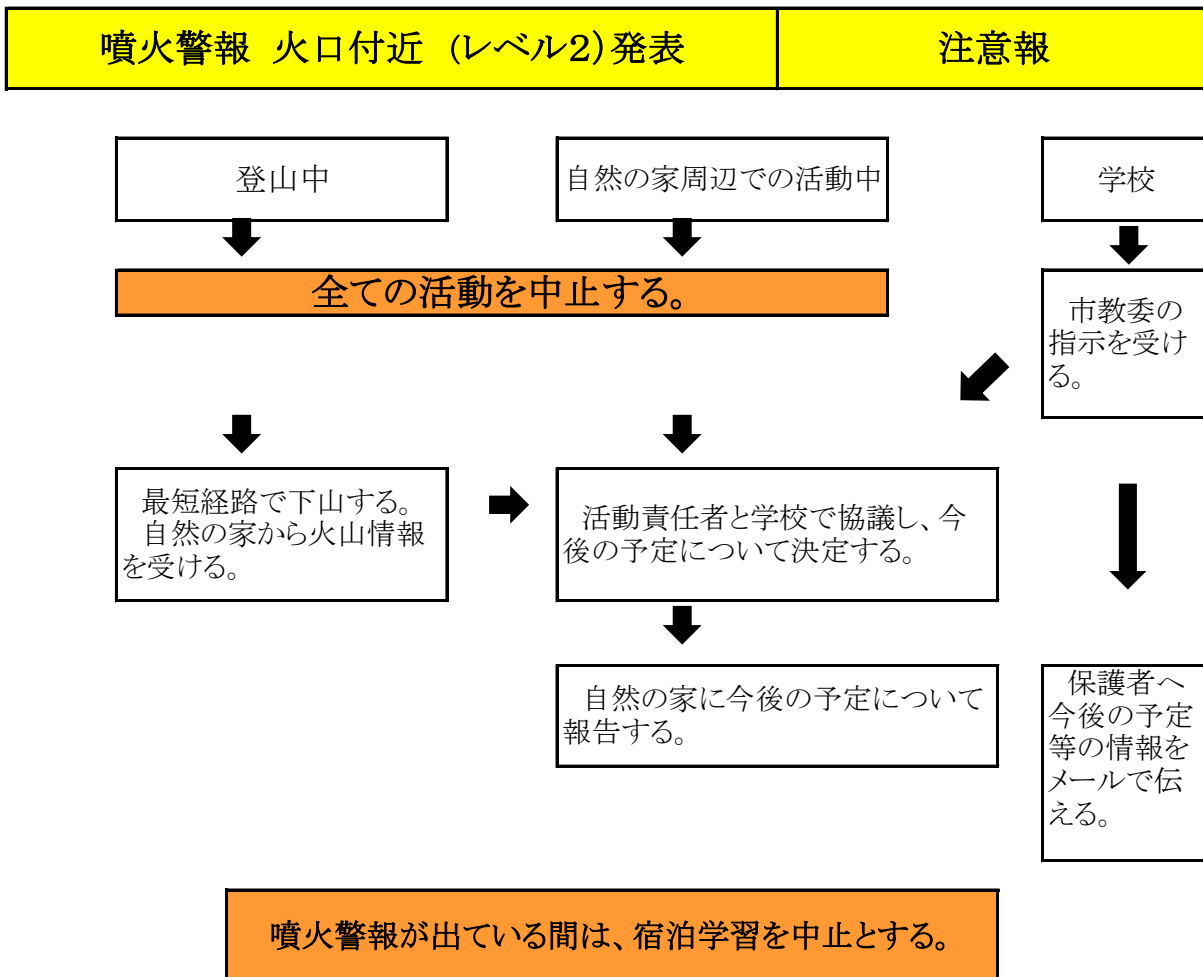 噴火警報 火口付近 (レベル2)発表
注意報
登山中
自然の家周辺での活動中
学校
全ての活動を中止する。
市教委の
指示を受け
る。
最短経路で下山する。
自然の家から火山情報
を受ける。
活動責任者と学校で協議し、今
後の予定について決定する。
自然の家に今後の予定について
報告する。
保護者へ
今後の予定
等の情報を
メールで伝
える。
噴火警報が出ている間は、宿泊学習を中止とする。